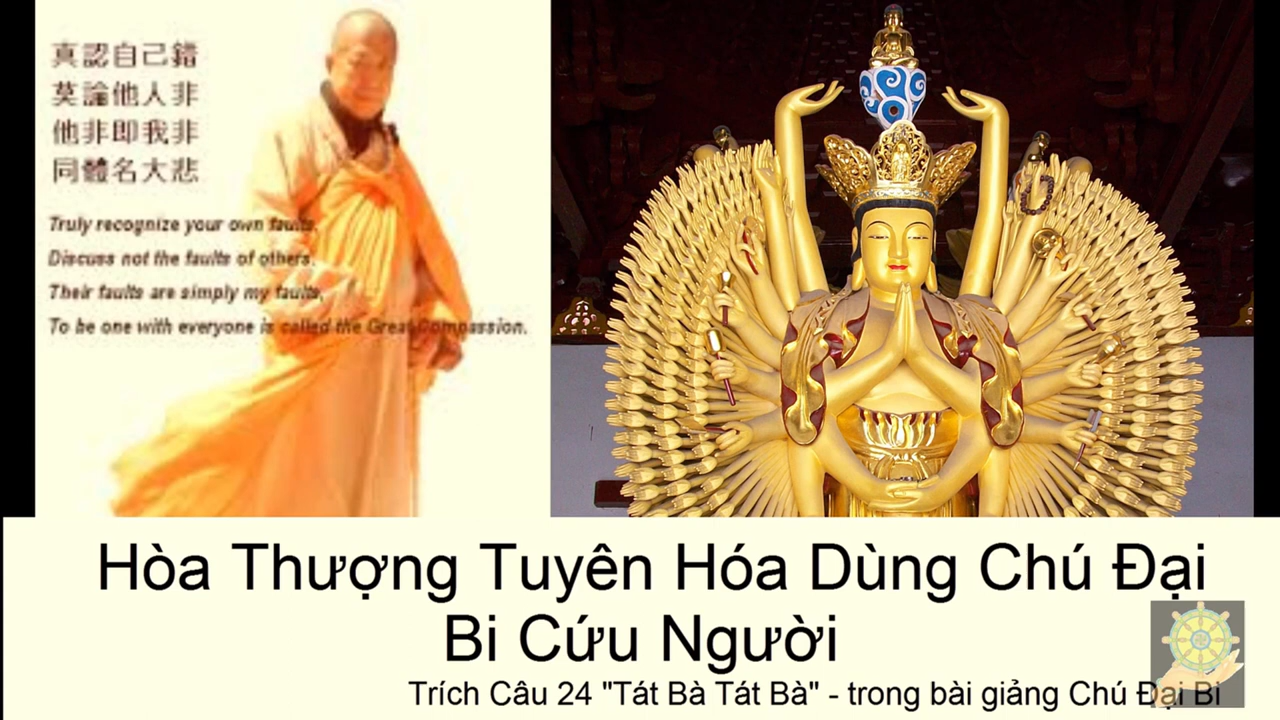 真認自己錯
莫論他人非
他非即我非
同體名大悲
Truly recognize your own faults,
Discuss not the faults of others,
Their faults are simply my faults,
To be one with everyone is called the Great Compassion.
Hòa Thượng Tuyên Hóa Dùng Chú Đại
Bi Cứu Người
Trích Câu 24 "Tát Bà Tát Bà" - trong bài giảng Chú Đại Bi